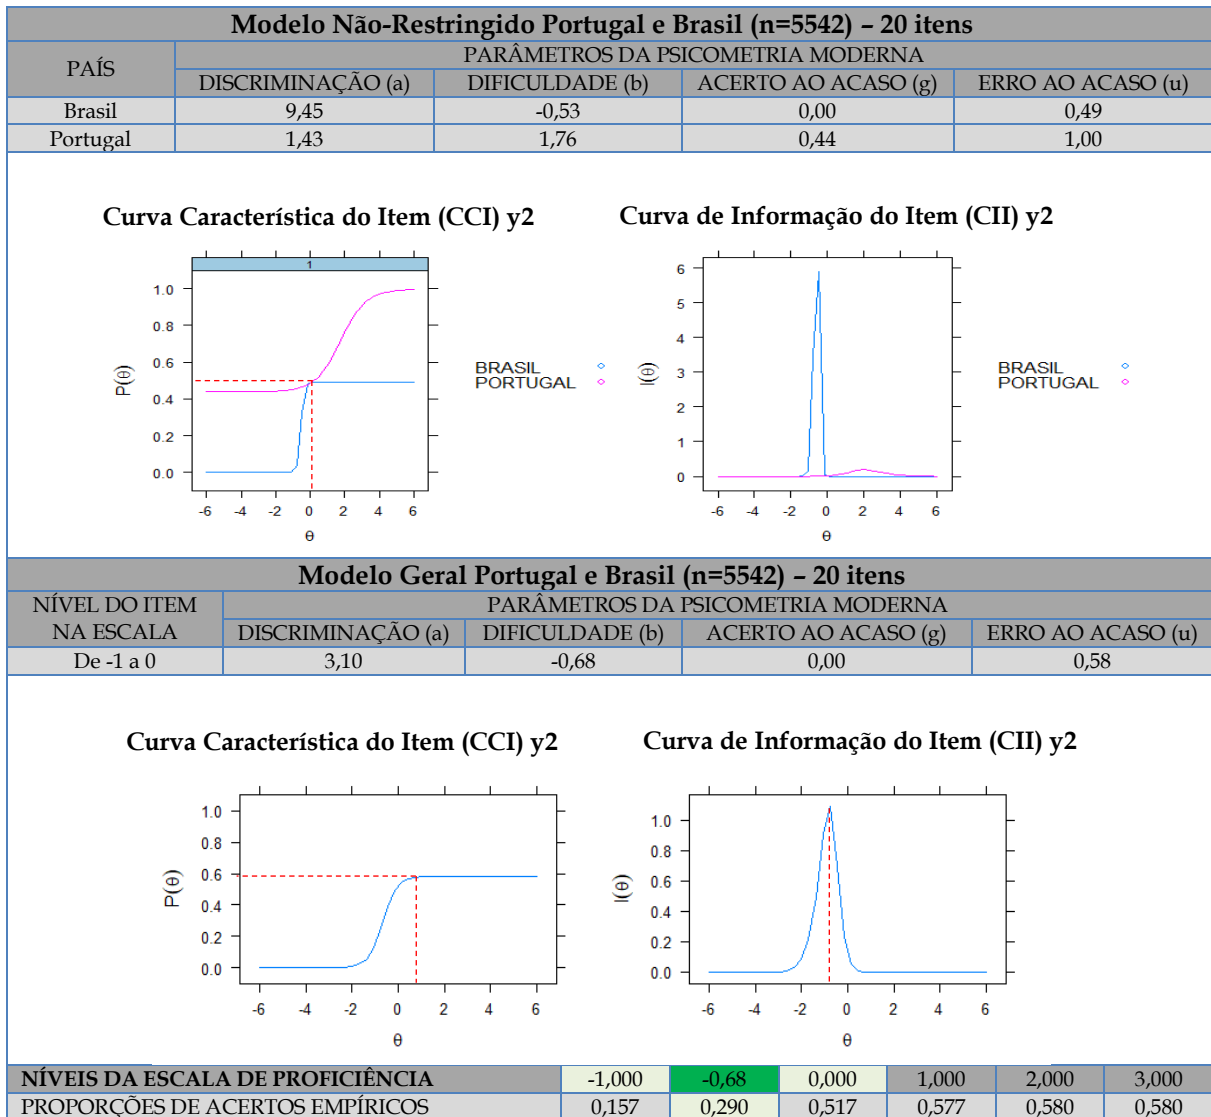 Modelo Não-Restringido Portugal e Brasil (n=5542) – 20 itens
PAÍS
PARÂMETROS DA PSICOMETRIA MODERNA
DISCRIMINAÇÃO (a) DIFICULDADE (b) ACERTO AO ACASO (g) ERRO AO ACASO (u)
Brasil 9,45 -0,53 0,00 0,49
Portugal 1,43 1,76 0,44 1,00
Curva Característica do Item (CCI) y2
1
1.0
0.8
0.6
0.4
0.2
0.0
P(θ)
-6 -4 -2 0 2 4 6
θ
BRASIL
PORTUGAL
Curva de Informação do Item (CII) y2
6
5
4
3
2
1
0
I(θ)
-6 -4 -2 0 2 4 6
θ
BRASIL
PORTUGAL
Modelo Geral Portugal e Brasil (n=5542) – 20 itens
NÍVEL DO ITEM
NA ESCALA
PARÂMETROS DA PSICOMETRIA MODERNA
DISCRIMINAÇÃO (a) DIFICULDADE (b) ACERTO AO ACASO (g) ERRO AO ACASO (u)
De -1 a 0 3,10 -0,68 0,00 0,58
Curva Característica do Item (CCI) y2
1.0
0.8
0.6
0.4
0.2
0.0
P(θ)
-6 -4 -2 0 2 4 6
θ
Curva de Informação do Item (CII) y2
1.0
0.8
0.6
0.4
0.2
0.0
I(θ)
-6 -4 -2 0 2 4 6
θ
NÍVEIS DA ESCALA DE PROFICIÊNCIA -1,000 -0,68 0,000 1,000 2,000 3,000
PROPORÇÕES DE ACERTOS EMPÍRICOS 0,157 0,290 0,517 0,577 0,580 0,580